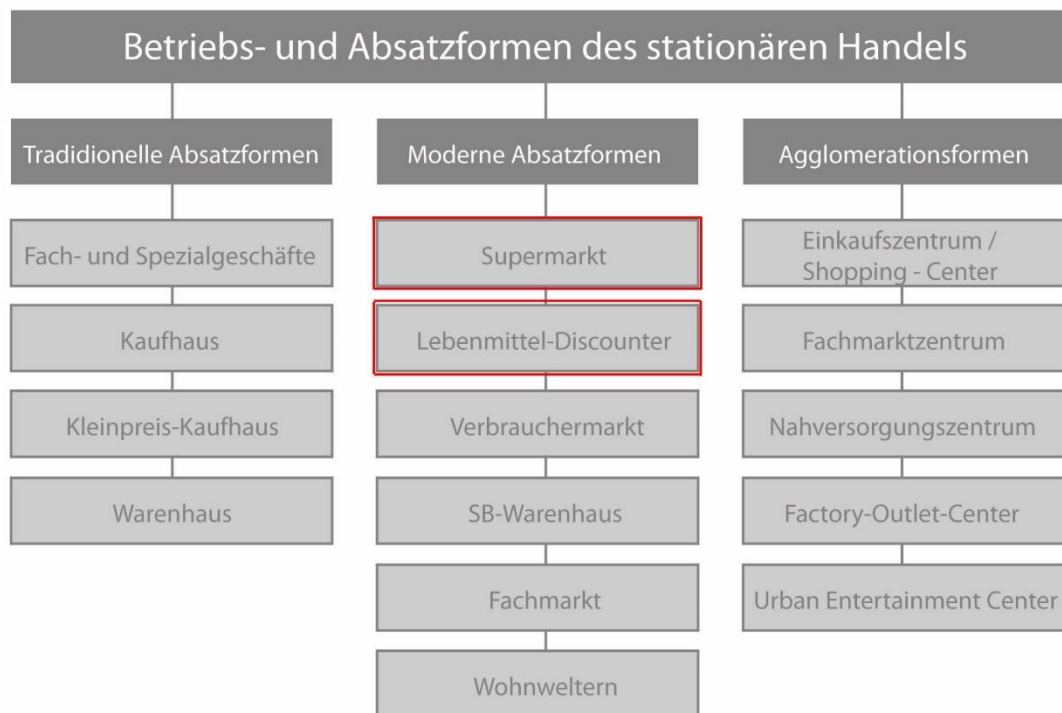 Betriebs- und Absatzformen des stationären Handels
Tradidionelle Absatzformen
Fach- und Spezialgeschäfte
Kaufhaus
Kleinpreis-Kaufhaus
Warenhaus
Moderne Absatzformen
Supermarkt
Lebenmittel-Discounter
Verbrauchermarkt
SB-Warenhaus
Fachmarkt
Wohnweltern
Agglomerationsformen
Einkaufszentrum /
Shopping - Center
Fachmarktzentrum
Nahversorgungszentrum
Factory-Outlet-Center
Urban Entertainment Center